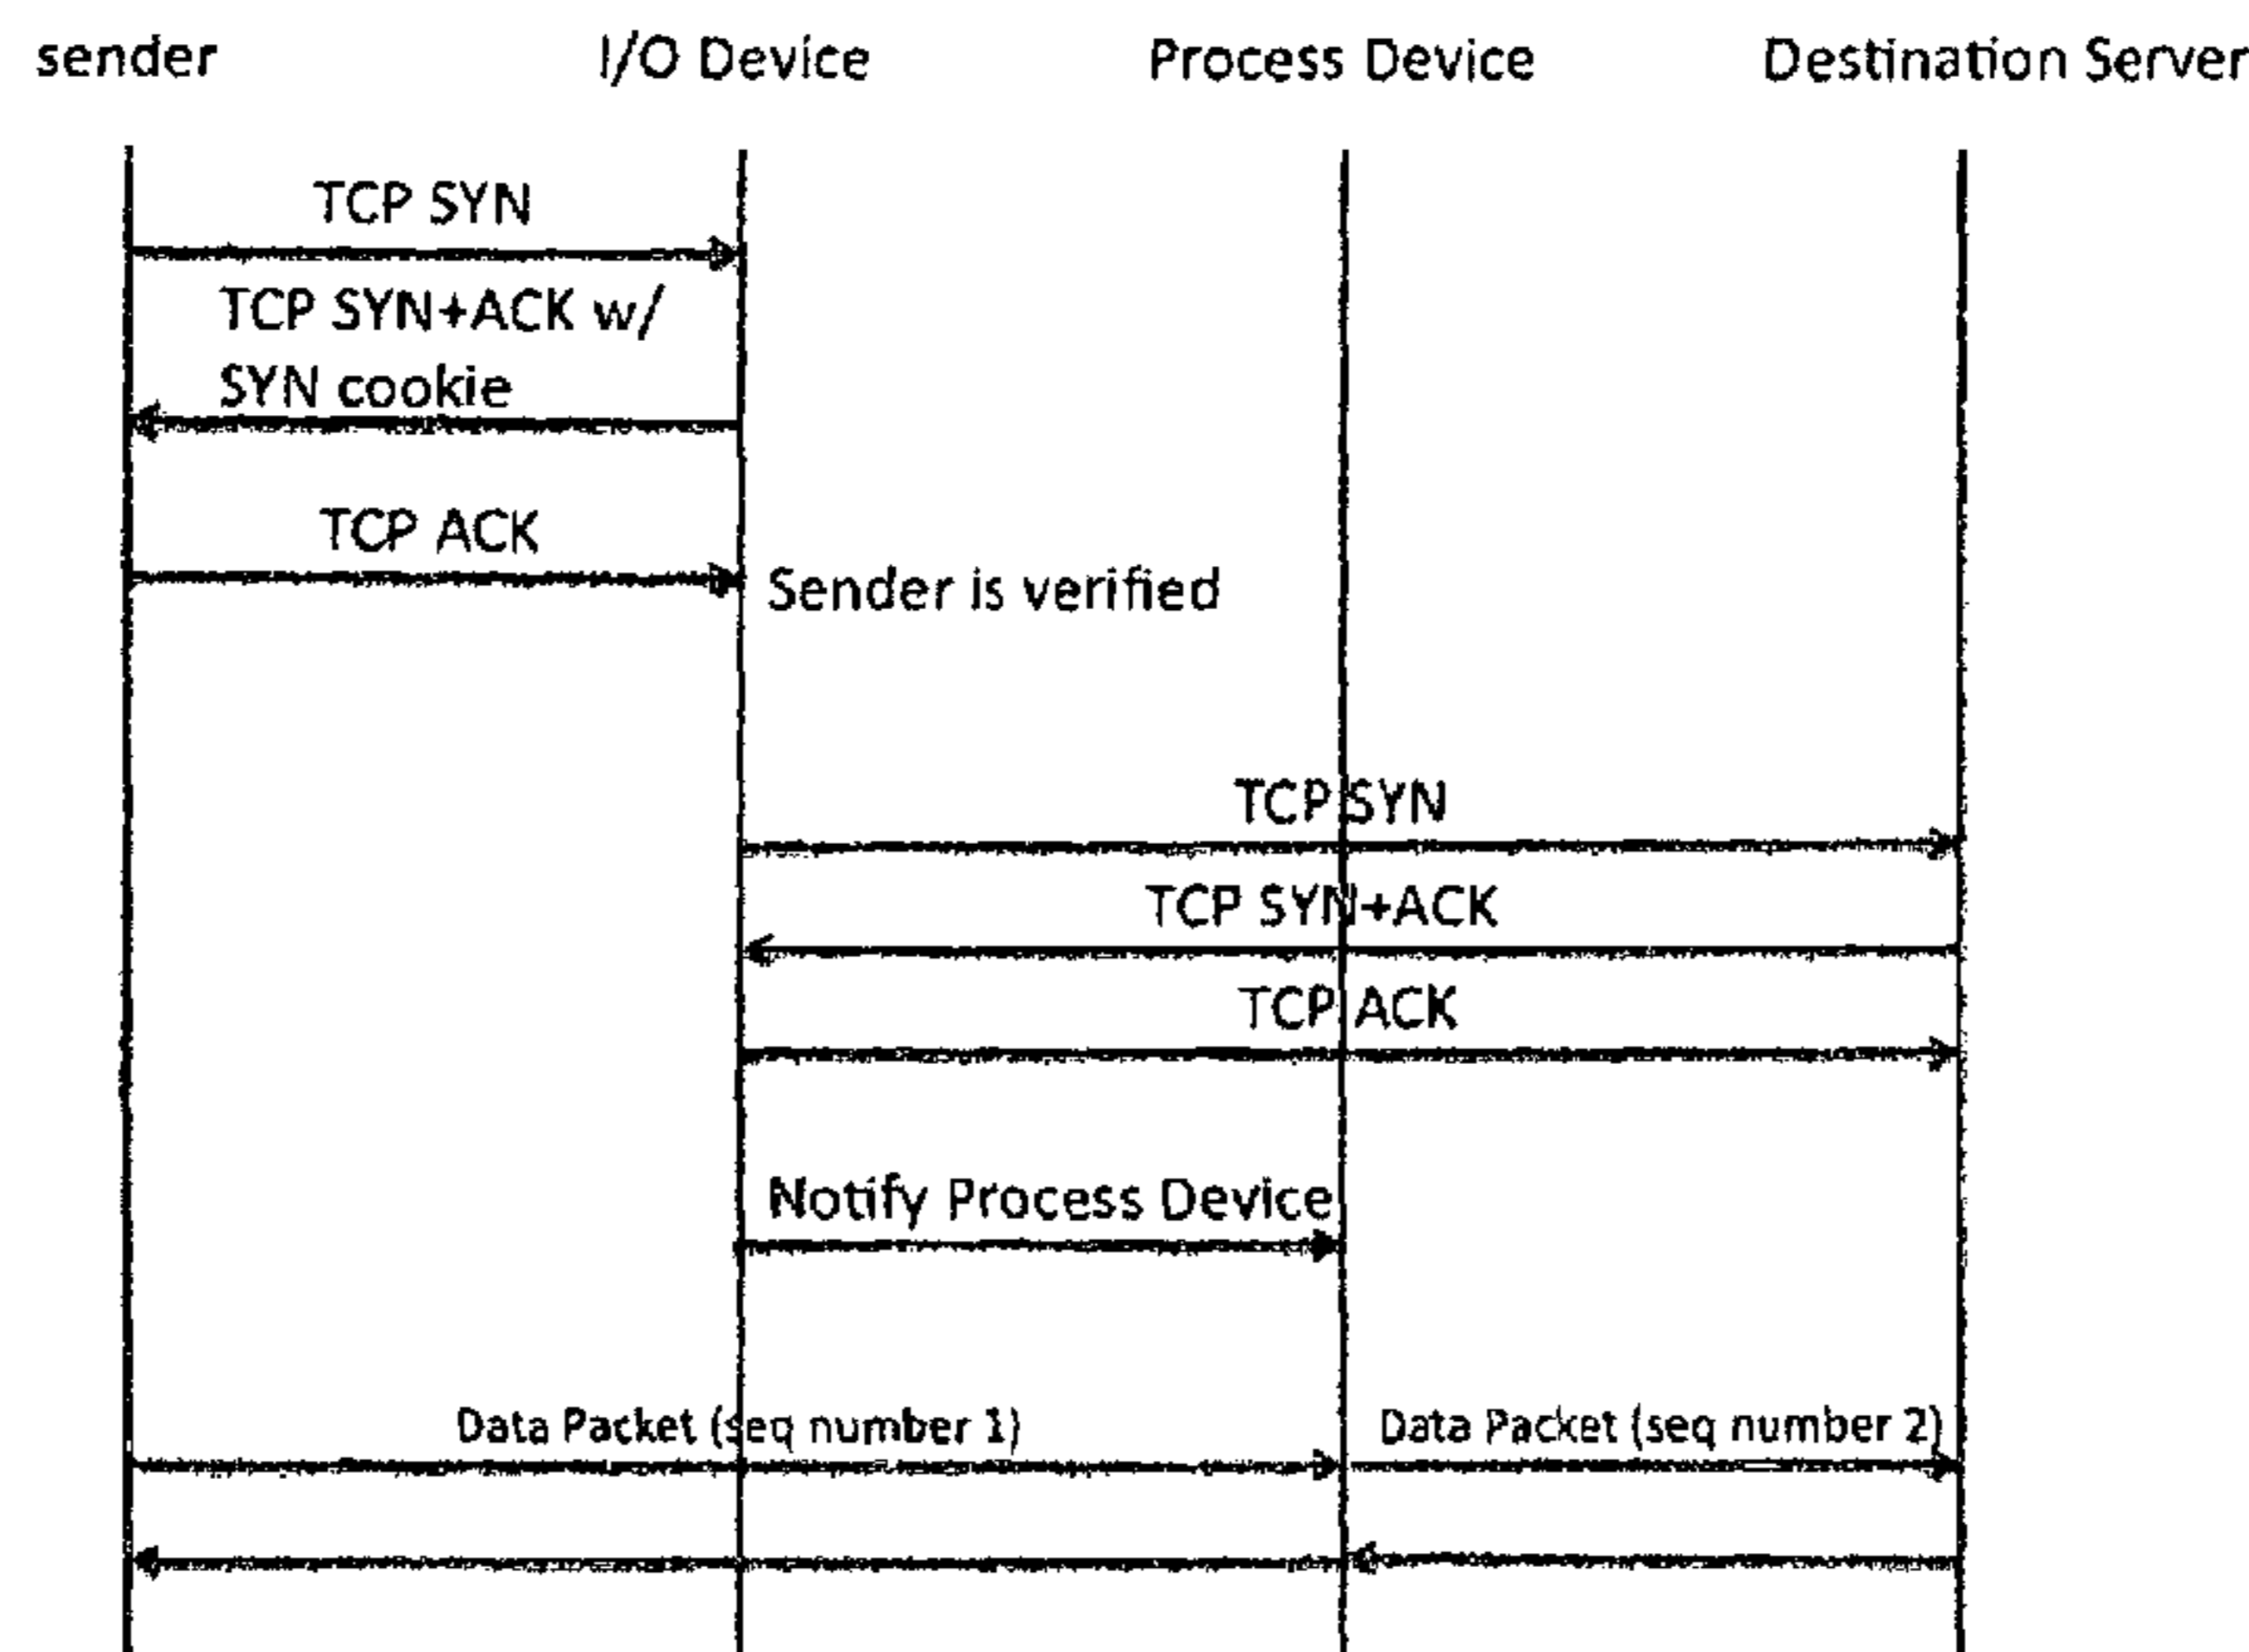 sender
I/O Device
Process Device
Destination Server
TCP SYN
TCP SYN+ACK w/
SYN cookie
TCP ACK
Sender is verified
TCP SYN
TCP SYN+ACK
TCP ACK
Notify Process Device
Data Packet (seq number 1)
Data Packet (seq number 2)